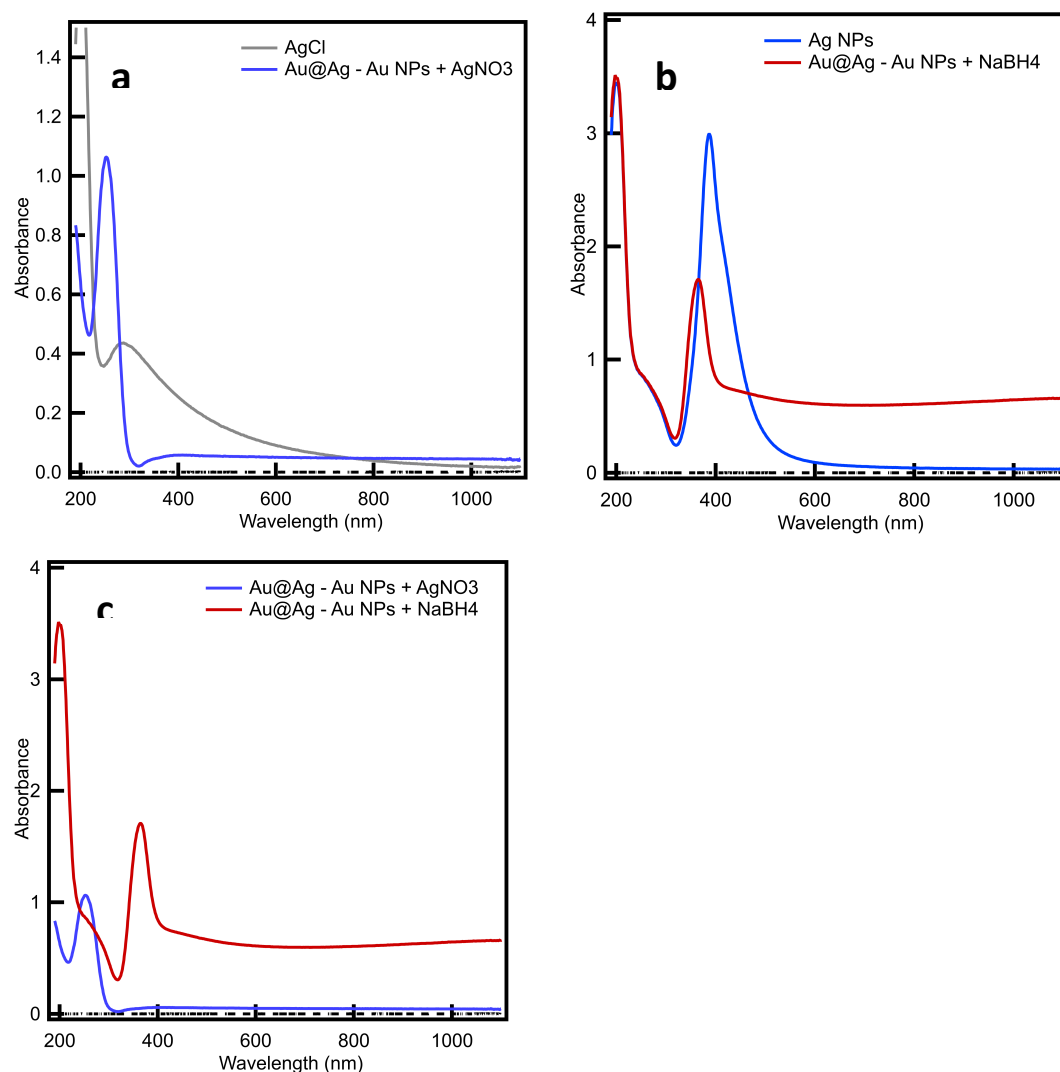 a
AgCl
Au@Ag - Au NPs + AgNO3
1.4
1.2
1.0
0.8
0.6
0.4
0.2
0.0
Absorbance
200 400 600 800 1000
Wavelength (nm)
b
Ag NPs
Au@Ag - Au NPs + NaBH4
4
3
2
1
0
Absorbance
200 400 600 800 1000
Wavelength (nm)
c
Au@Ag - Au NPs + AgNO3
Au@Ag - Au NPs + NaBH4
4
3
2
1
0
Absorbance
200 400 600 800 1000
Wavelength (nm)